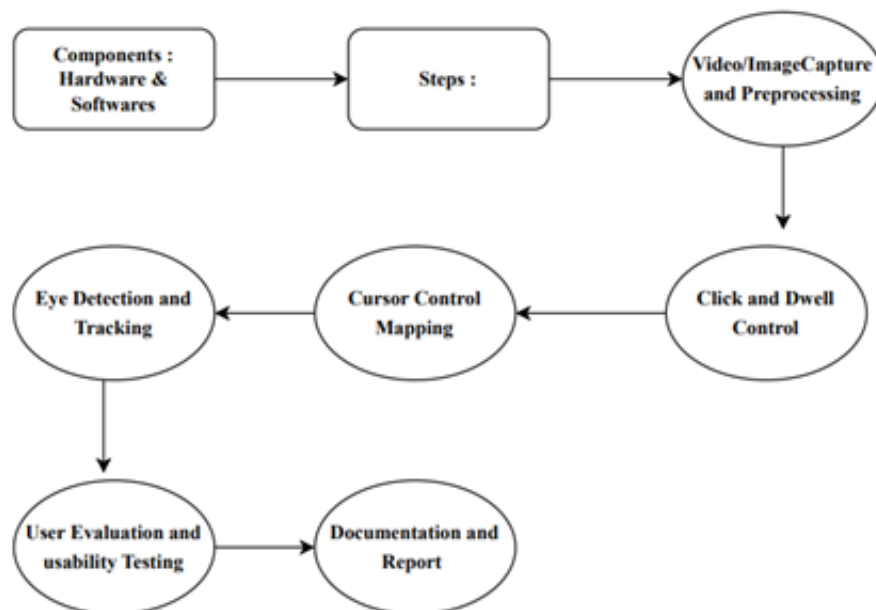 Components :
Hardware &
Softwares
Steps :
Video/ImageCapture
and Preprocessing
Eye Detection and
Tracking
Cursor Control
Mapping
Click and Dwell
Control
User Evaluation and
usability Testing
Documentation and
Report